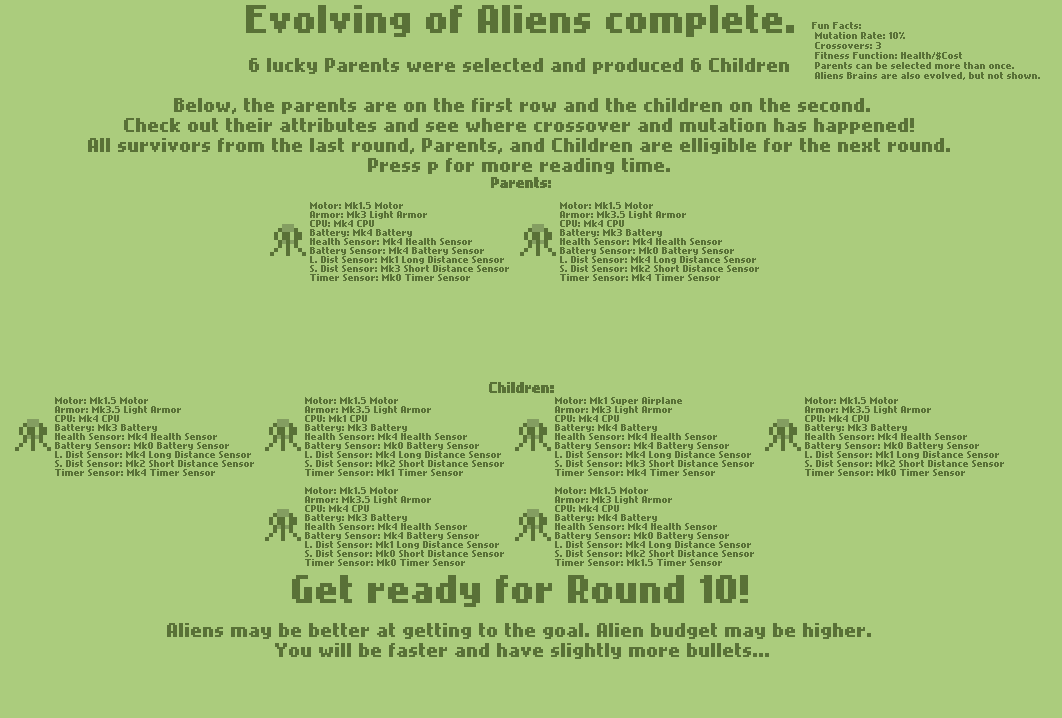 Evolving of Aliens complete.
Fun Facts:
Mutation Rate: 10%
Crossovers: 3
Fitness Function: Health/$Cost
Parents can be selected more than once.
Aliens Brains are also evolved, but not shown.
6 lucky Parents were selected and produced 6 Children
Below, the parents are on the first row and the children on the second.
Check out their attributes and see where crossover and mutation has happened!
All survivors from the last round, Parents, and Children are elligible for the next round.
Press p for more reading time.
Parents:
Motor: Mk1.5 Motor
Armor: Mk3 Light Armor
CPU: Mk4 CPU
Battery: Mk4 Battery
Health Sensor: Mk4 Health Sensor
Battery Sensor: Mk4 Battery Sensor
L. Dist Sensor: Mk1 Long Distance Sensor
S. Dist Sensor: Mk3 Short Distance Sensor
Timer Sensor: Mk0 Timer Sensor
Motor: Mk1.5 Motor
Armor: Mk3.5 Light Armor
CPU: Mk4 CPU
Battery: Mk3 Battery
Health Sensor: Mk4 Health Sensor
Battery Sensor: Mk0 Battery Sensor
L. Dist Sensor: Mk4 Long Distance Sensor
S. Dist Sensor: Mk2 Short Distance Sensor
Timer Sensor: Mk4 Timer Sensor
Children:
Motor: Mk1.5 Motor
Armor: Mk3.5 Light Armor
CPU: Mk4 CPU
Battery: Mk3 Battery
Health Sensor: Mk4 Health Sensor
Battery Sensor: Mk0 Battery Sensor
L. Dist Sensor: Mk4 Long Distance Sensor
S. Dist Sensor: Mk2 Short Distance Sensor
Timer Sensor: Mk4 Timer Sensor
Motor: Mk1.5 Motor
Armor: Mk3.5 Light Armor
CPU: Mk1 CPU
Battery: Mk3 Battery
Health Sensor: Mk4 Health Sensor
Battery Sensor: Mk0 Battery Sensor
L. Dist Sensor: Mk4 Long Distance Sensor
S. Dist Sensor: Mk2 Short Distance Sensor
Timer Sensor: Mk1 Timer Sensor
Motor: Mk1 Super Airplane
Armor: Mk3 Light Armor
CPU: Mk4 CPU
Battery: Mk4 Battery
Health Sensor: Mk4 Health Sensor
Battery Sensor: Mk4 Battery Sensor
L. Dist Sensor: Mk4 Long Distance Sensor
S. Dist Sensor: Mk3 Short Distance Sensor
Timer Sensor: Mk4 Timer Sensor
Motor: Mk1.5 Motor
Armor: Mk3.5 Light Armor
CPU: Mk4 CPU
Battery: Mk3 Battery
Health Sensor: Mk4 Health Sensor
Battery Sensor: Mk0 Battery Sensor
L. Dist Sensor: Mk1 Long Distance Sensor
S. Dist Sensor: Mk2 Short Distance Sensor
Timer Sensor: Mk0 Timer Sensor
Motor: Mk1.5 Motor
Armor: Mk3.5 Light Armor
CPU: Mk4 CPU
Battery: Mk3 Battery
Health Sensor: Mk4 Health Sensor
Battery Sensor: Mk4 Battery Sensor
L. Dist Sensor: Mk1 Long Distance Sensor
S. Dist Sensor: Mk0 Short Distance Sensor
Timer Sensor: Mk0 Timer Sensor
Motor: Mk1.5 Motor
Armor: Mk3 Light Armor
CPU: Mk4 CPU
Battery: Mk4 Battery
Health Sensor: Mk4 Health Sensor
Battery Sensor: Mk0 Battery Sensor
L. Dist Sensor: Mk4 Long Distance Sensor
S. Dist Sensor: Mk2 Short Distance Sensor
Timer Sensor: Mk1.5 Timer Sensor
Get ready for Round 10!
Aliens may be better at getting to the goal. Alien budget may be higher.
You will be faster and have slightly more bullets...